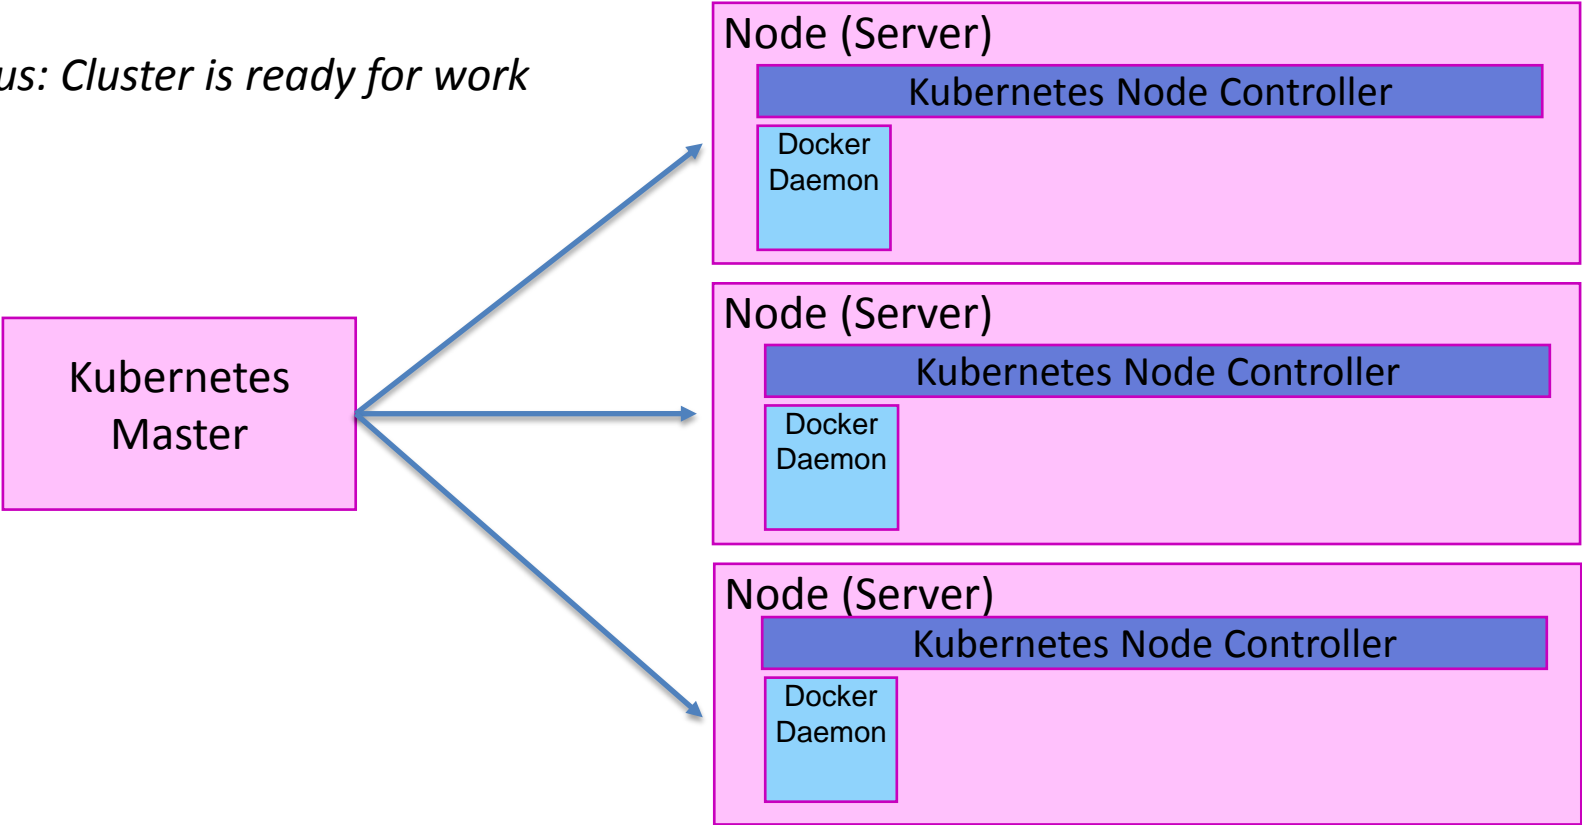 us: Cluster is ready for work
Kubernetes
Master
Node (Server)
Kubernetes Node Controller
Docker
Daemon
Node (Server)
Kubernetes Node Controller
Docker
Daemon
Node (Server)
Kubernetes Node Controller
Docker
Daemon